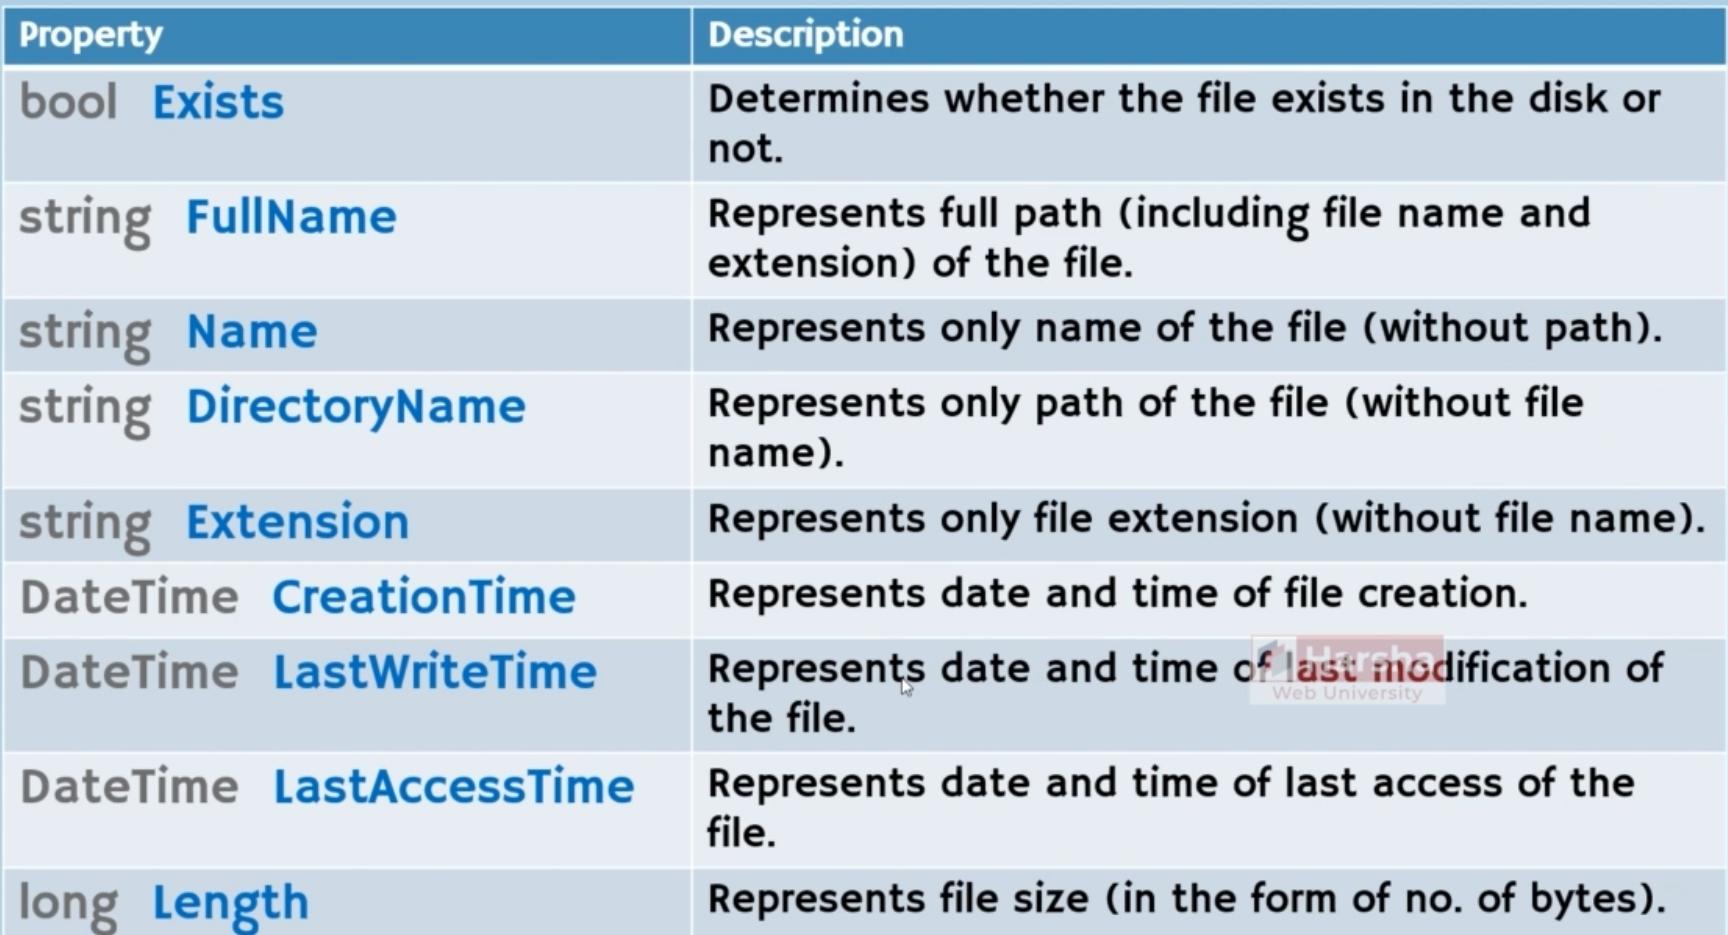 Property Description
bool Exists Determines whether the file exists in the disk or
not.
string FullName Represents full path (including file name and
extension) of the file.
string Name Represents only name of the file (without path).
string DirectoryName Represents only path of the file (without file
name).
string Extension Represents only file extension (without file name).
DateTime CreationTime Represents date and time of file creation.
DateTime LastWriteTime Represents date and time of last modification of
the file.
Harsha
Web University
DateTime LastAccessTime Represents date and time of last access of the
file.
long Length Represents file size (in the form of no. of bytes).